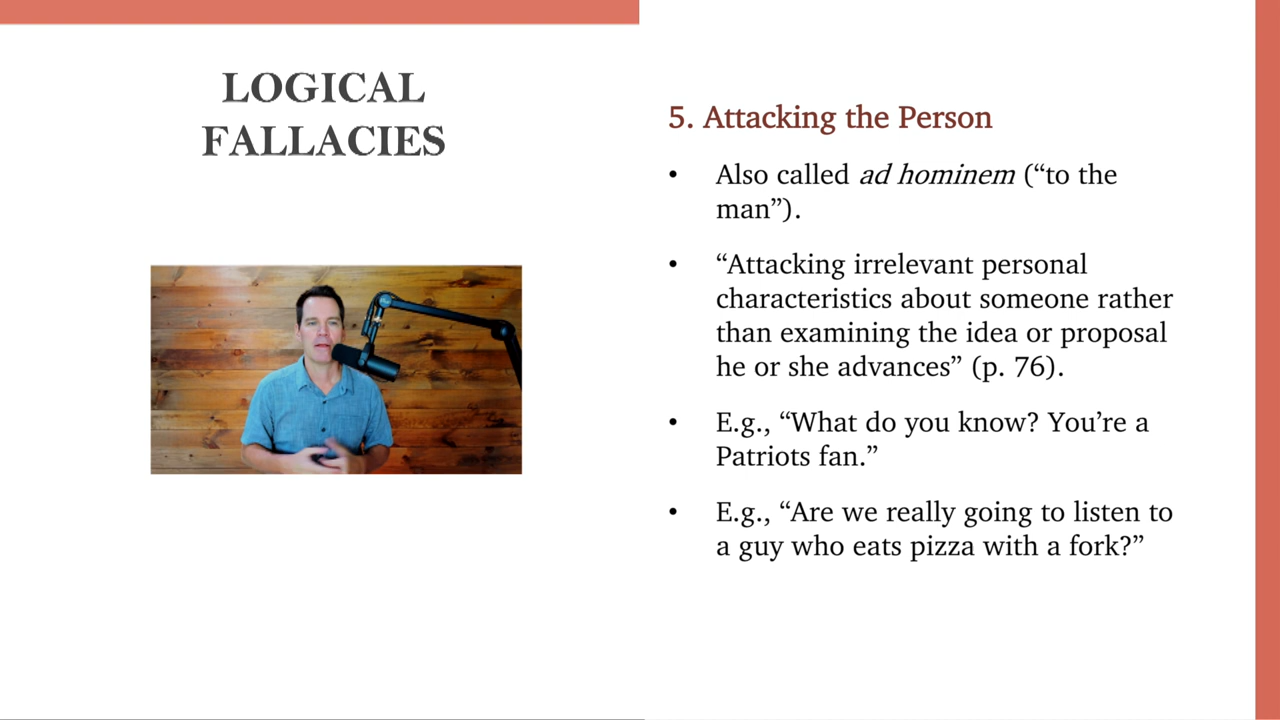 LOGICAL
FALLACIES
5. Attacking the Person
• Also called ad hominem (“to the
man”).
• “Attacking irrelevant personal
characteristics about someone rather
than examining the idea or proposal
he or she advances” (p. 76).
• E.g., “What do you know? You’re a
Patriots fan.”
• E.g., “Are we really going to listen to
a guy who eats pizza with a fork?”